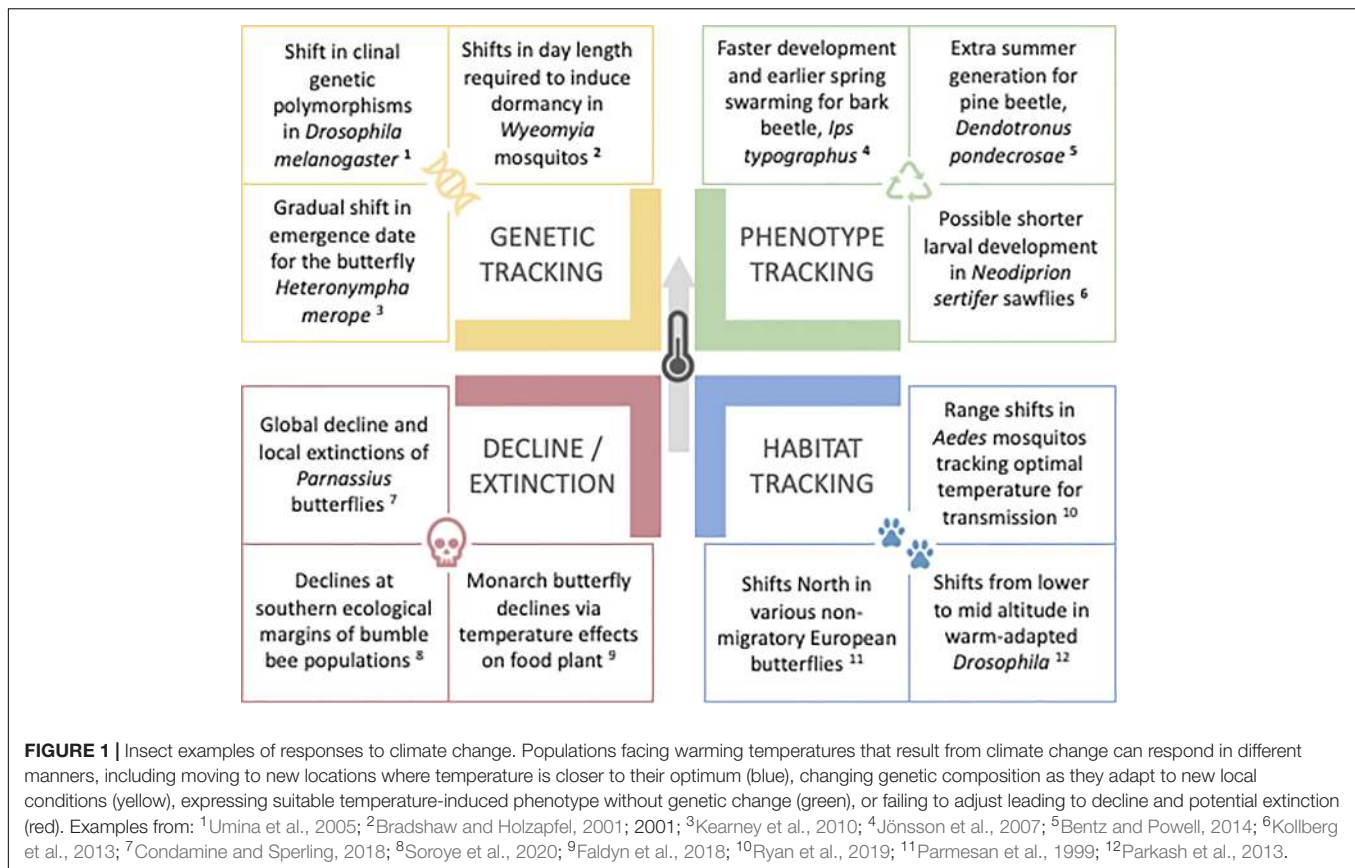 Shift in clinal
genetic
polymorphisms
in Drosophila
melanogaster ¹
Shifts in day length
required to induce
dormancy in
Wyeomyia
mosquitos ²
Gradual shift in
emergence date
for the butterfly
Heteronympha
merope ³
GENETIC
TRACKING
Faster development
and earlier spring
swarming for bark
beetle, Ips
typographus ⁴
Extra summer
generation for
pine beetle,
Dendotronus
pondecrosae ⁵
PHENOTYPE
TRACKING
Possible shorter
larval development
in Neodiprion
sertifer sawflies ⁶
Global decline and
local extinctions of
Parnassius
butterflies ⁷
DECLINE /
EXTINCTION
Declines at
southern ecological
margins of bumble
bee populations ⁸
Monarch butterfly
declines via
temperature effects
on food plant ⁹
HABITAT
TRACKING
Range shifts in
Aedes mosquitos
tracking optimal
temperature for
transmission ¹⁰
Shifts North in
various non-
migratory European
butterflies ¹¹
Shifts from lower
to mid altitude in
warm-adapted
Drosophila ¹²
FIGURE 1 | Insect examples of responses to climate change. Populations facing warming temperatures that result from climate change can respond in different
manners, including moving to new locations where temperature is closer to their optimum (blue), changing genetic composition as they adapt to new local
conditions (yellow), expressing suitable temperature-induced phenotype without genetic change (green), or failing to adjust leading to decline and potential extinction
(red). Examples from: ¹Umina et al., 2005; ²Bradshaw and Holzapfel, 2001; 2001; ³Kearney et al., 2010; ⁴Jönsson et al., 2007; ⁵Bentz and Powell, 2014; ⁶Kollberg
et al., 2013; ⁷Condamine and Sperling, 2018; ⁸Soroye et al., 2020; ⁹Faldyn et al., 2018; ¹⁰Ryan et al., 2019; ¹¹Parmesan et al., 1999; ¹²Parkash et al., 2013.